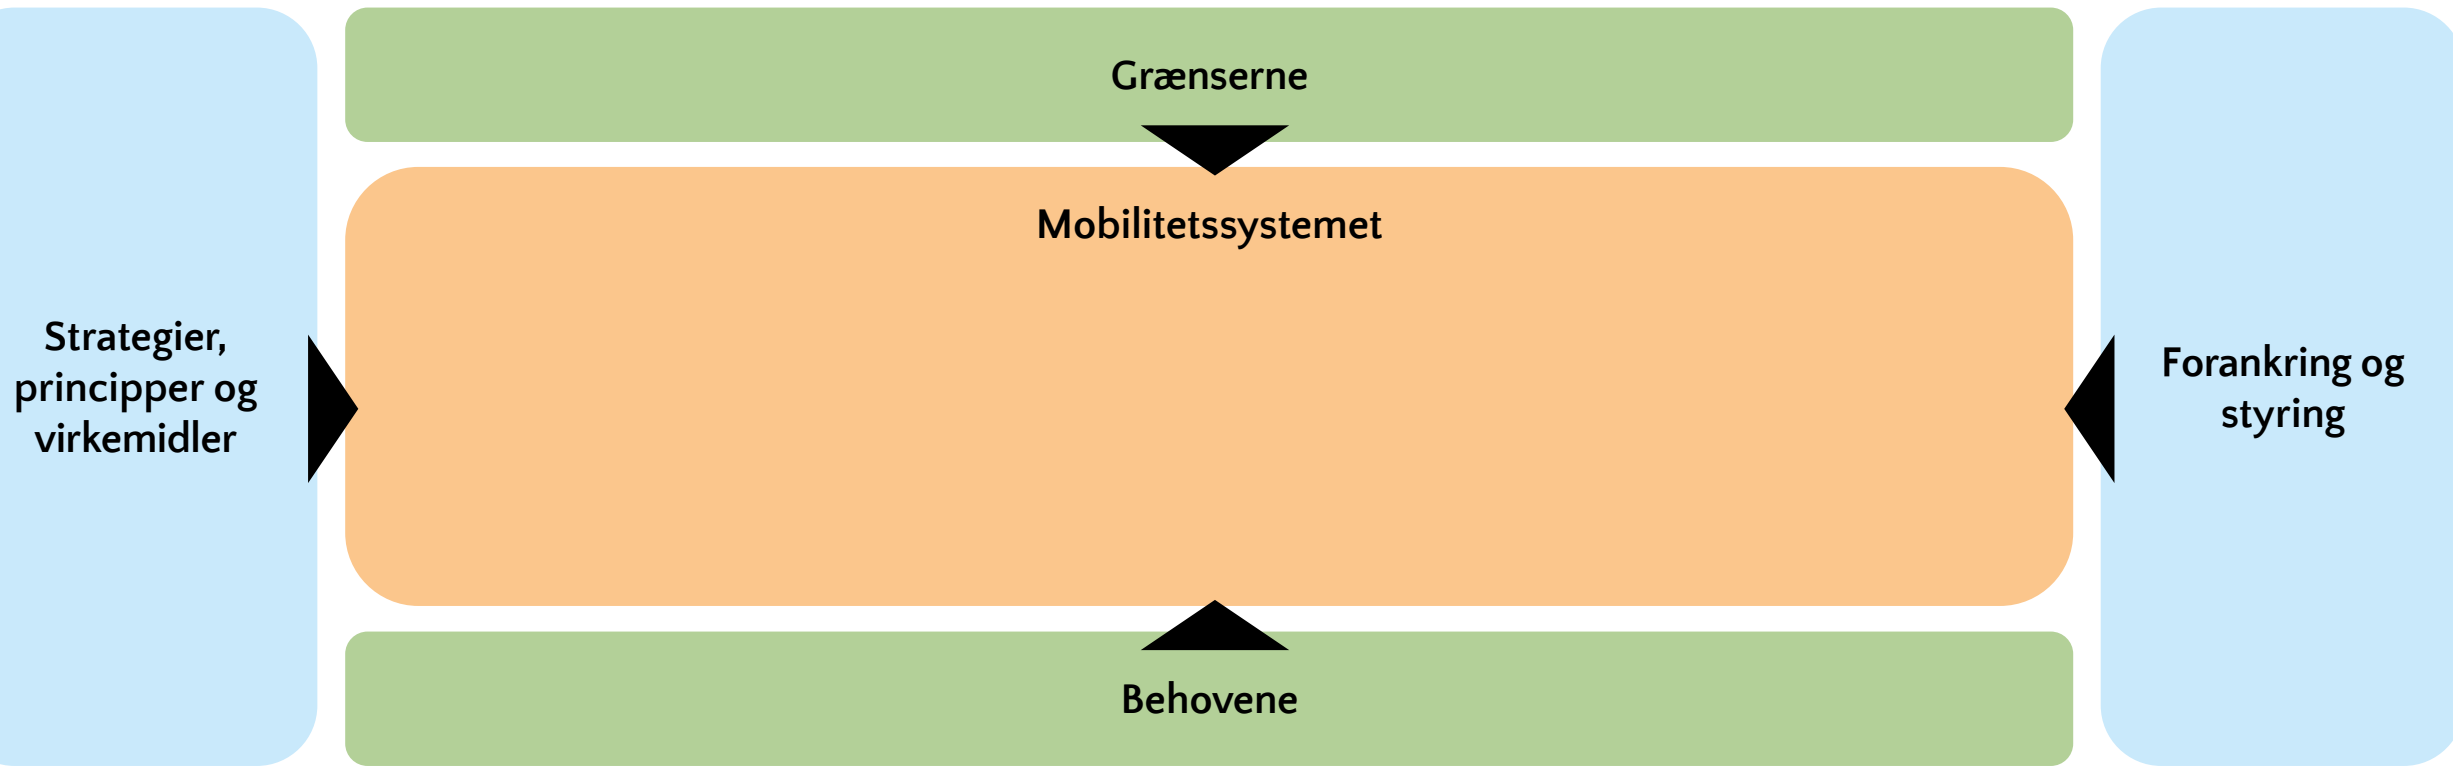 Grænserne
Mobilitetssystemet
Strategier,
principper og
virkemidler
Forankring og
styring
Behovene